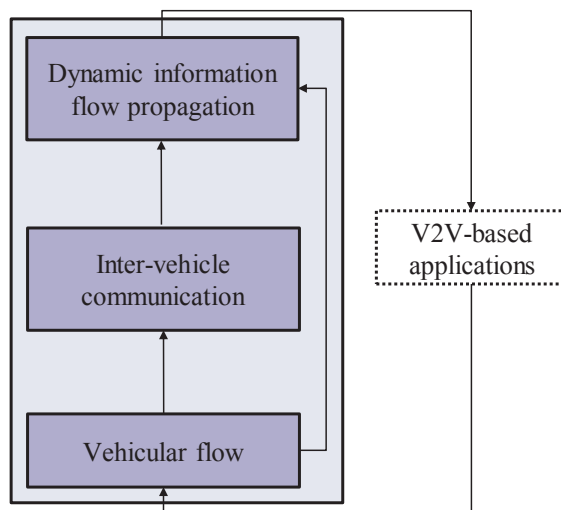 Dynamic information
flow propagation
Inter-vehicle
communication
Vehicular flow
V2V-based
applications